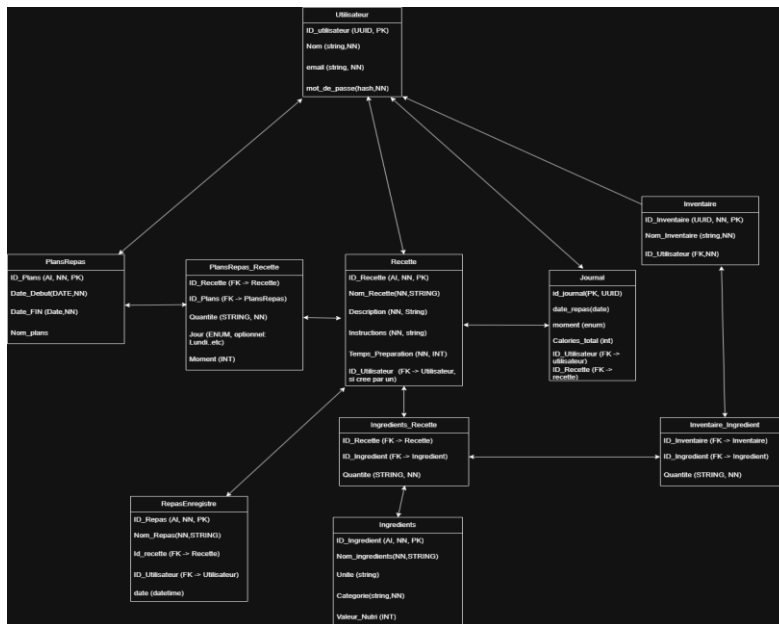 Utilisateur
ID_utilisateur (UUID, PK)
Nom (string,NN)
email (string, NN)
mot_de_passe(hash,NN)
Inventaire
ID_Inventaire (UUID, NN, PK)
Nom_Inventaire (string,NN)
ID_Utilisateur (FK,NN)
PlansRepas
ID_Plans (AI, NN, PK)
Date_Debut(DATE,NN)
Date_FIN (Date,NN)
Nom_plans
PlansRepas_Recette
ID_Recette (FK -> Recette)
ID_Plans (FK -> PlansRepas)
Quantite (STRING, NN)
Jour (ENUM, optionnel:
Lundi..etc)
Moment (INT)
Recette
ID_Recette (AI, NN, PK)
Nom_Recette(NN,STRING)
Description (NN, String)
Instructions (NN, string)
Temps_Preparation (NN, INT)
ID_Utilisateur (FK -> Utilisateur,
si cree par un)
Journal
id_journal(PK, UUID)
date_repas(date)
moment (enum)
Calories_total (int)
ID_Utilisateur (FK ->
utilisateur)
ID_Recette (FK ->
recette)
Ingredients_Recette
ID_Recette (FK -> Recette)
ID_Ingredient (FK -> Ingredient)
Quantite (STRING, NN)
Inventaire_Ingredient
ID_Inventaire (FK -> Inventaire)
ID_Ingredient (FK -> Ingredient)
Quantite (STRING, NN)
RepasEnregistre
ID_Repas (AI, NN, PK)
Nom_Repas(NN,STRING)
Id_recette (FK -> Recette)
ID_Utilisateur (FK -> Utilisateur)
date (datetime)
Ingredients
ID_Ingredient (AI, NN, PK)
Nom_ingredients(NN,STRING)
Unite (string)
Categorie(string,NN)
Valeur_Nutri (INT)